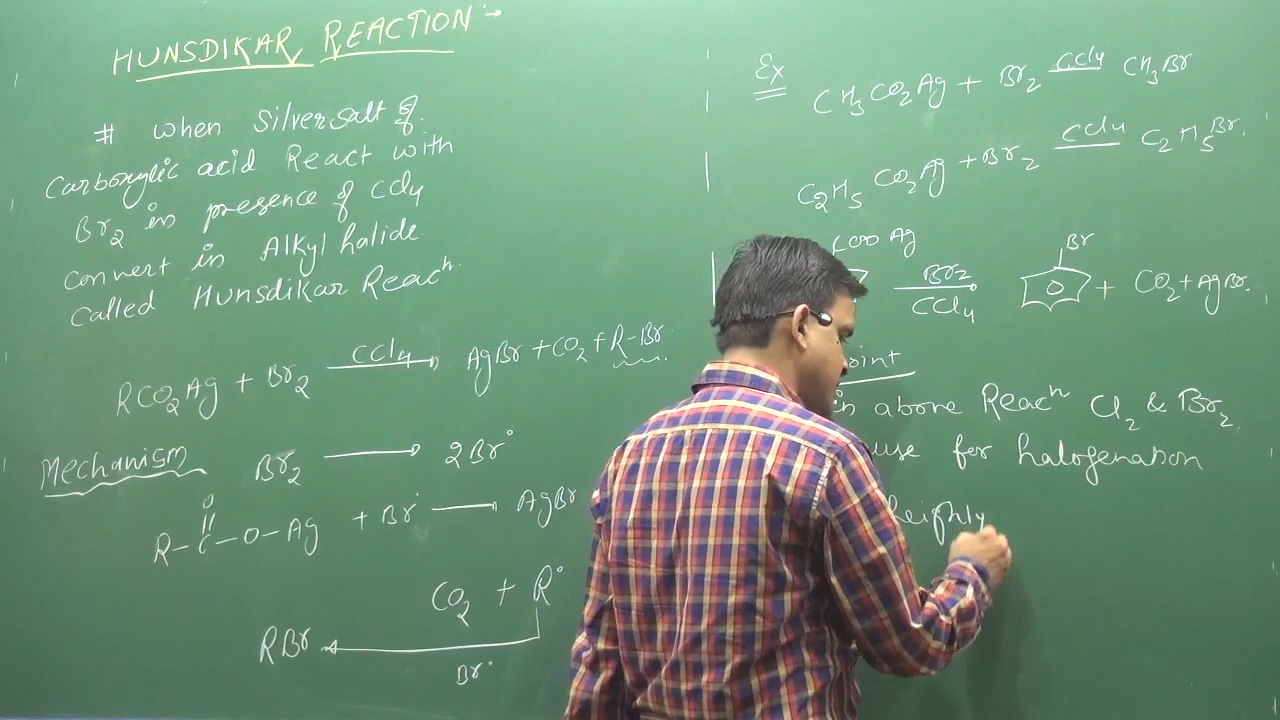 HUNSDIKAR REACTION :-
# when Silver salt of
Carboxylic acid React with
Br2 in presence of CCl4
convert in Alkyl halide
called Hunsdikar Reacn.
RCO2Ag + Br2 CCl4 → AgBr + CO2 + R-Br
Mechanism
Br2 → 2Br°
O
R-C-O-Ag + Br° → AgBr
CO2 + R°
RBr ←
Br°
Ex
CH3CO2Ag + Br2 CCl4 CH3Br
C2H5CO2Ag + Br2 CCl4 C2H5Br.
COOAg
Br2
CCl4
→
Br
+ CO2 + AgBr.
in above Reacn Cl2 & Br2.
use for halogenation